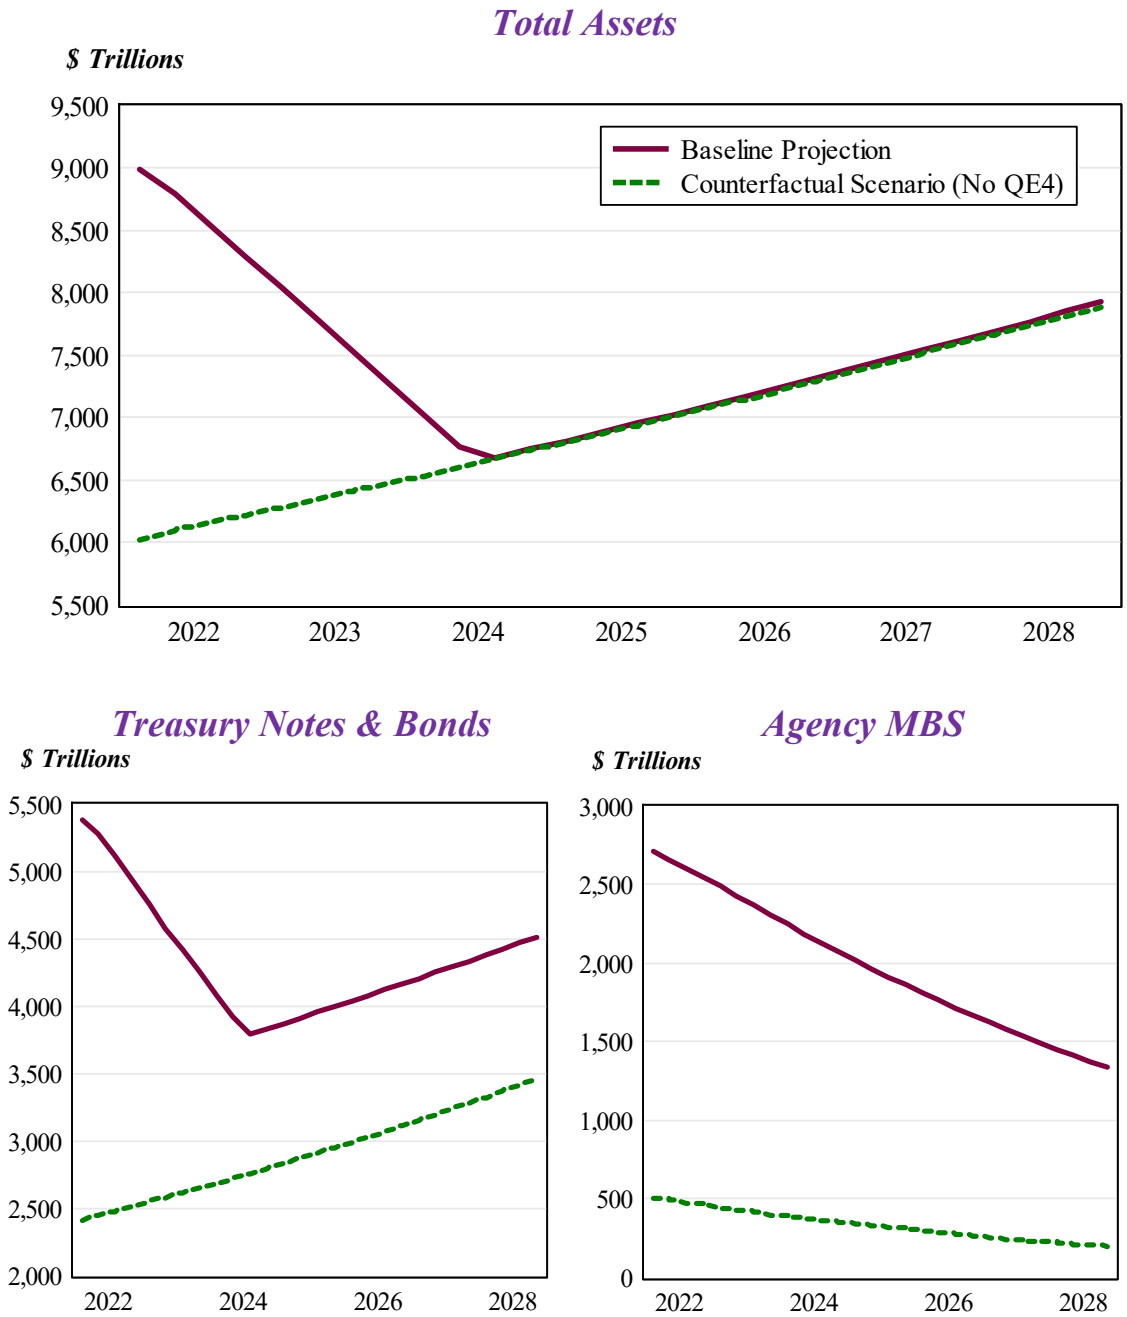 Total Assets
$ Trillions
9,500
9,000
8,500
8,000
7,500
7,000
6,500
6,000
5,500
Baseline Projection
Counterfactual Scenario (No QE4)
2022 2023 2024 2025 2026 2027 2028
Treasury Notes & Bonds
$ Trillions
5,500
5,000
4,500
4,000
3,500
3,000
2,500
2,000
2022 2024 2026 2028
Agency MBS
$ Trillions
3,000
2,500
2,000
1,500
1,000
500
0
2022 2024 2026 2028